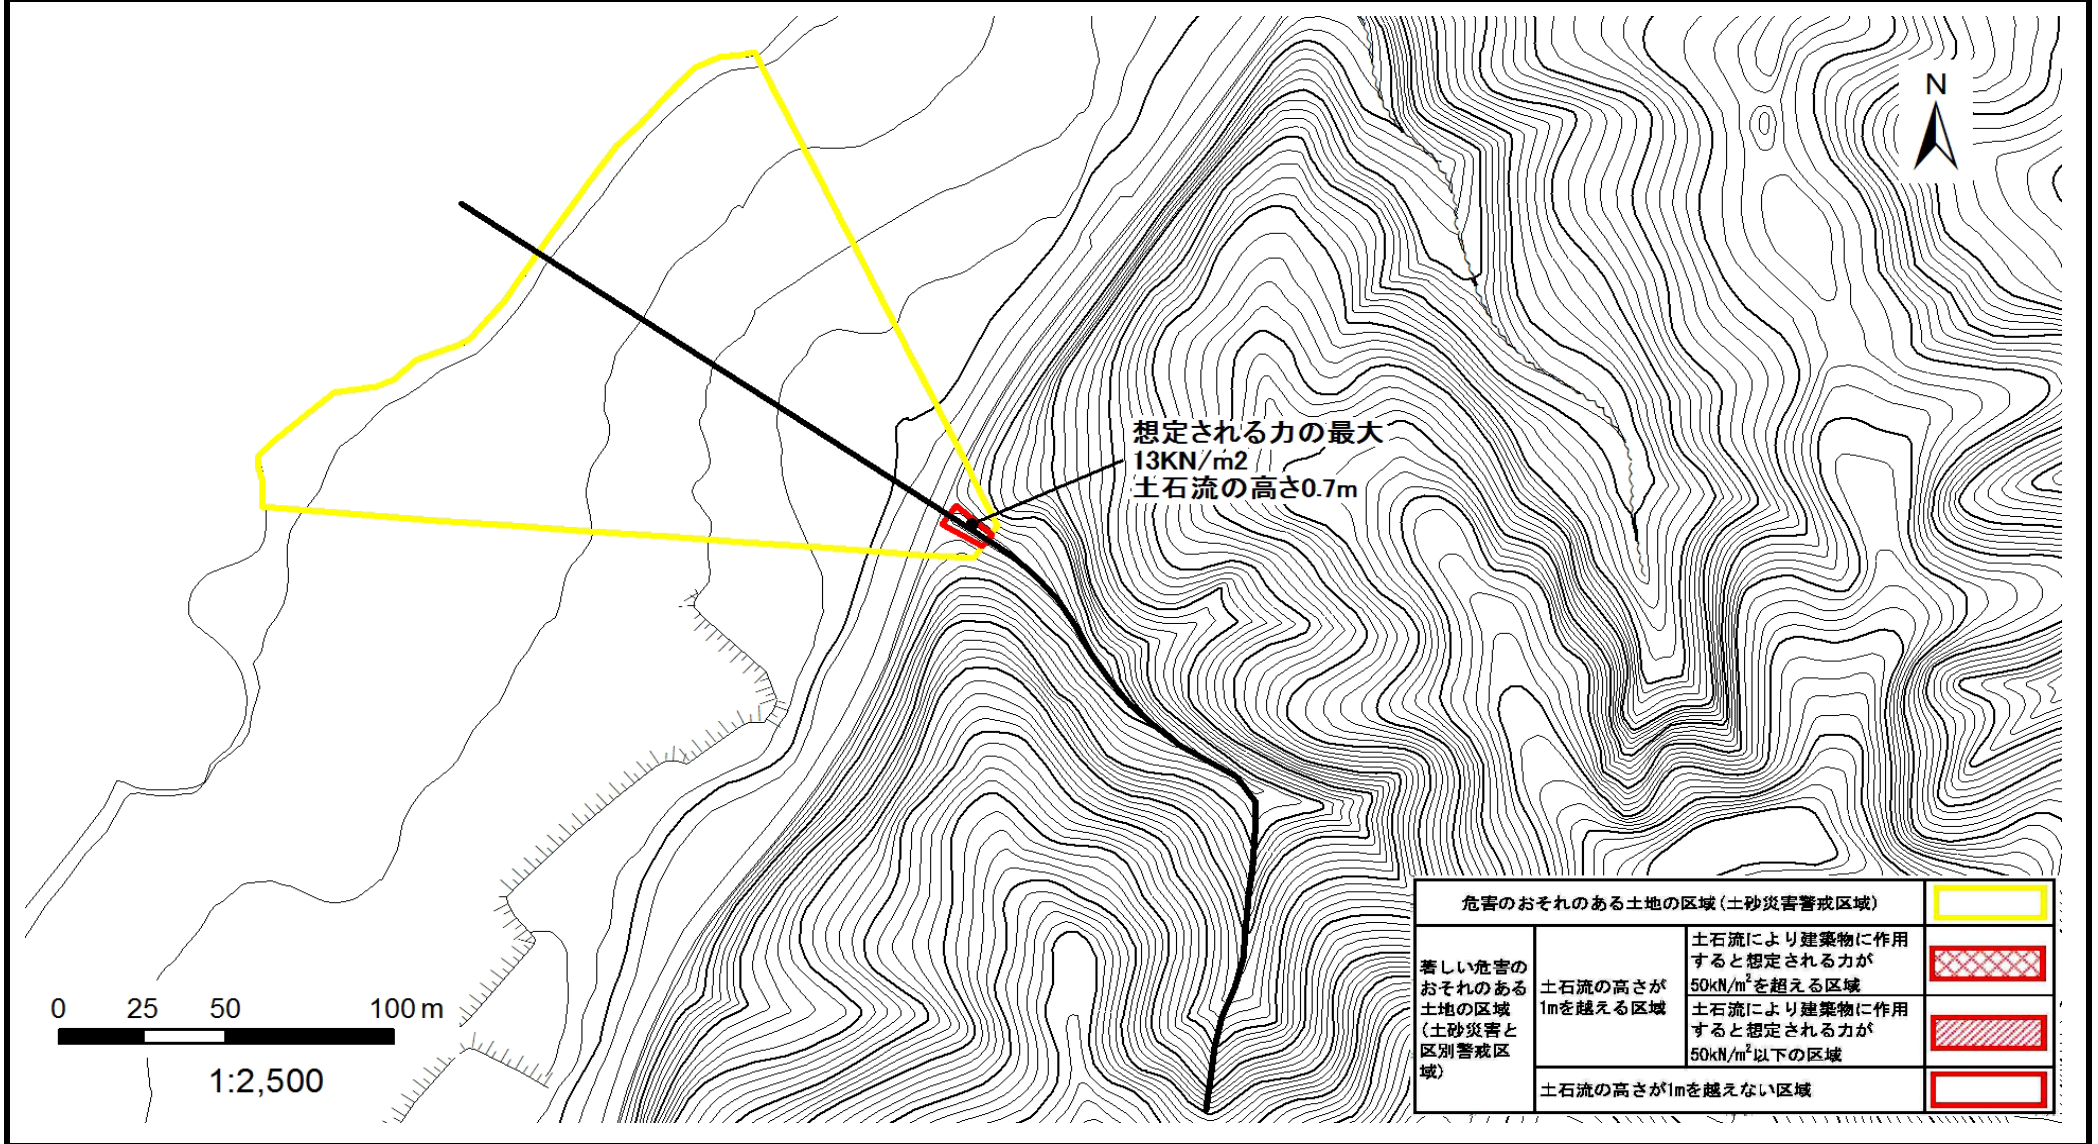 N
想定される力の最大
13KN/m2
土石流の高さ0.7m
0 25 50 100 m
1:2,500
危害のおそれのある土地の区域(土砂災害警戒区域)
著しい危害の
おそれのある
土地の区域
(土砂災害と
区別警戒区
域)
土石流の高さが
1mを越える区域
土石流により建築物に作用
すると想定される力が
50kN/m²を超える区域
土石流により建築物に作用
すると想定される力が
50kN/m²以下の区域
土石流の高さが1mを越えない区域